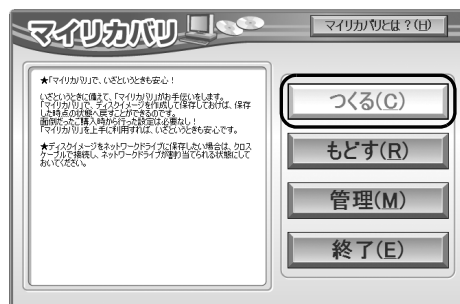 マイリカバリ
マイリカバリとは？(H)
★「マイリカバリ」で、いざというときも安心！
いざというときに備えて、「マイリカバリ」がお手伝いをします。
「マイリカバリ」で、ディスクイメージを作成して保存しておけば、保存
した時点の状態へ戻すことができるのです。
面倒だったご購入時から行った設定は必要なし！
「マイリカバリ」を上手に利用すれば、いざというときも安心です。
★ディスクイメージをネットワークドライブに保存したい場合は、クロス
ケーブルで接続し、ネットワークドライブが割り当てられる状態にして
おいてください。
つくる(C)
もどす(R)
管理(M)
終了(E)